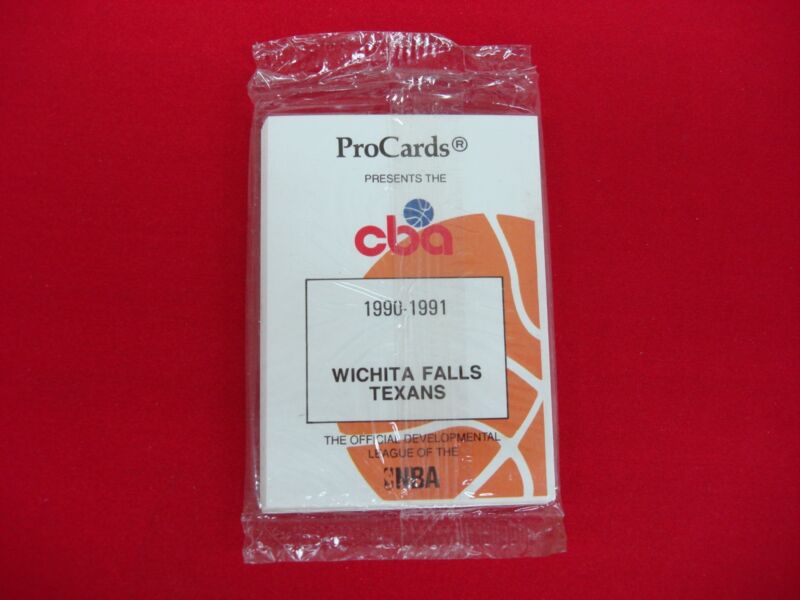 ProCards®
PRESENTS THE
cba
1990-1991
WICHITA FALLS
TEXANS
THE OFFICIAL DEVELOPMENTAL
LEAGUE OF THE
NBA